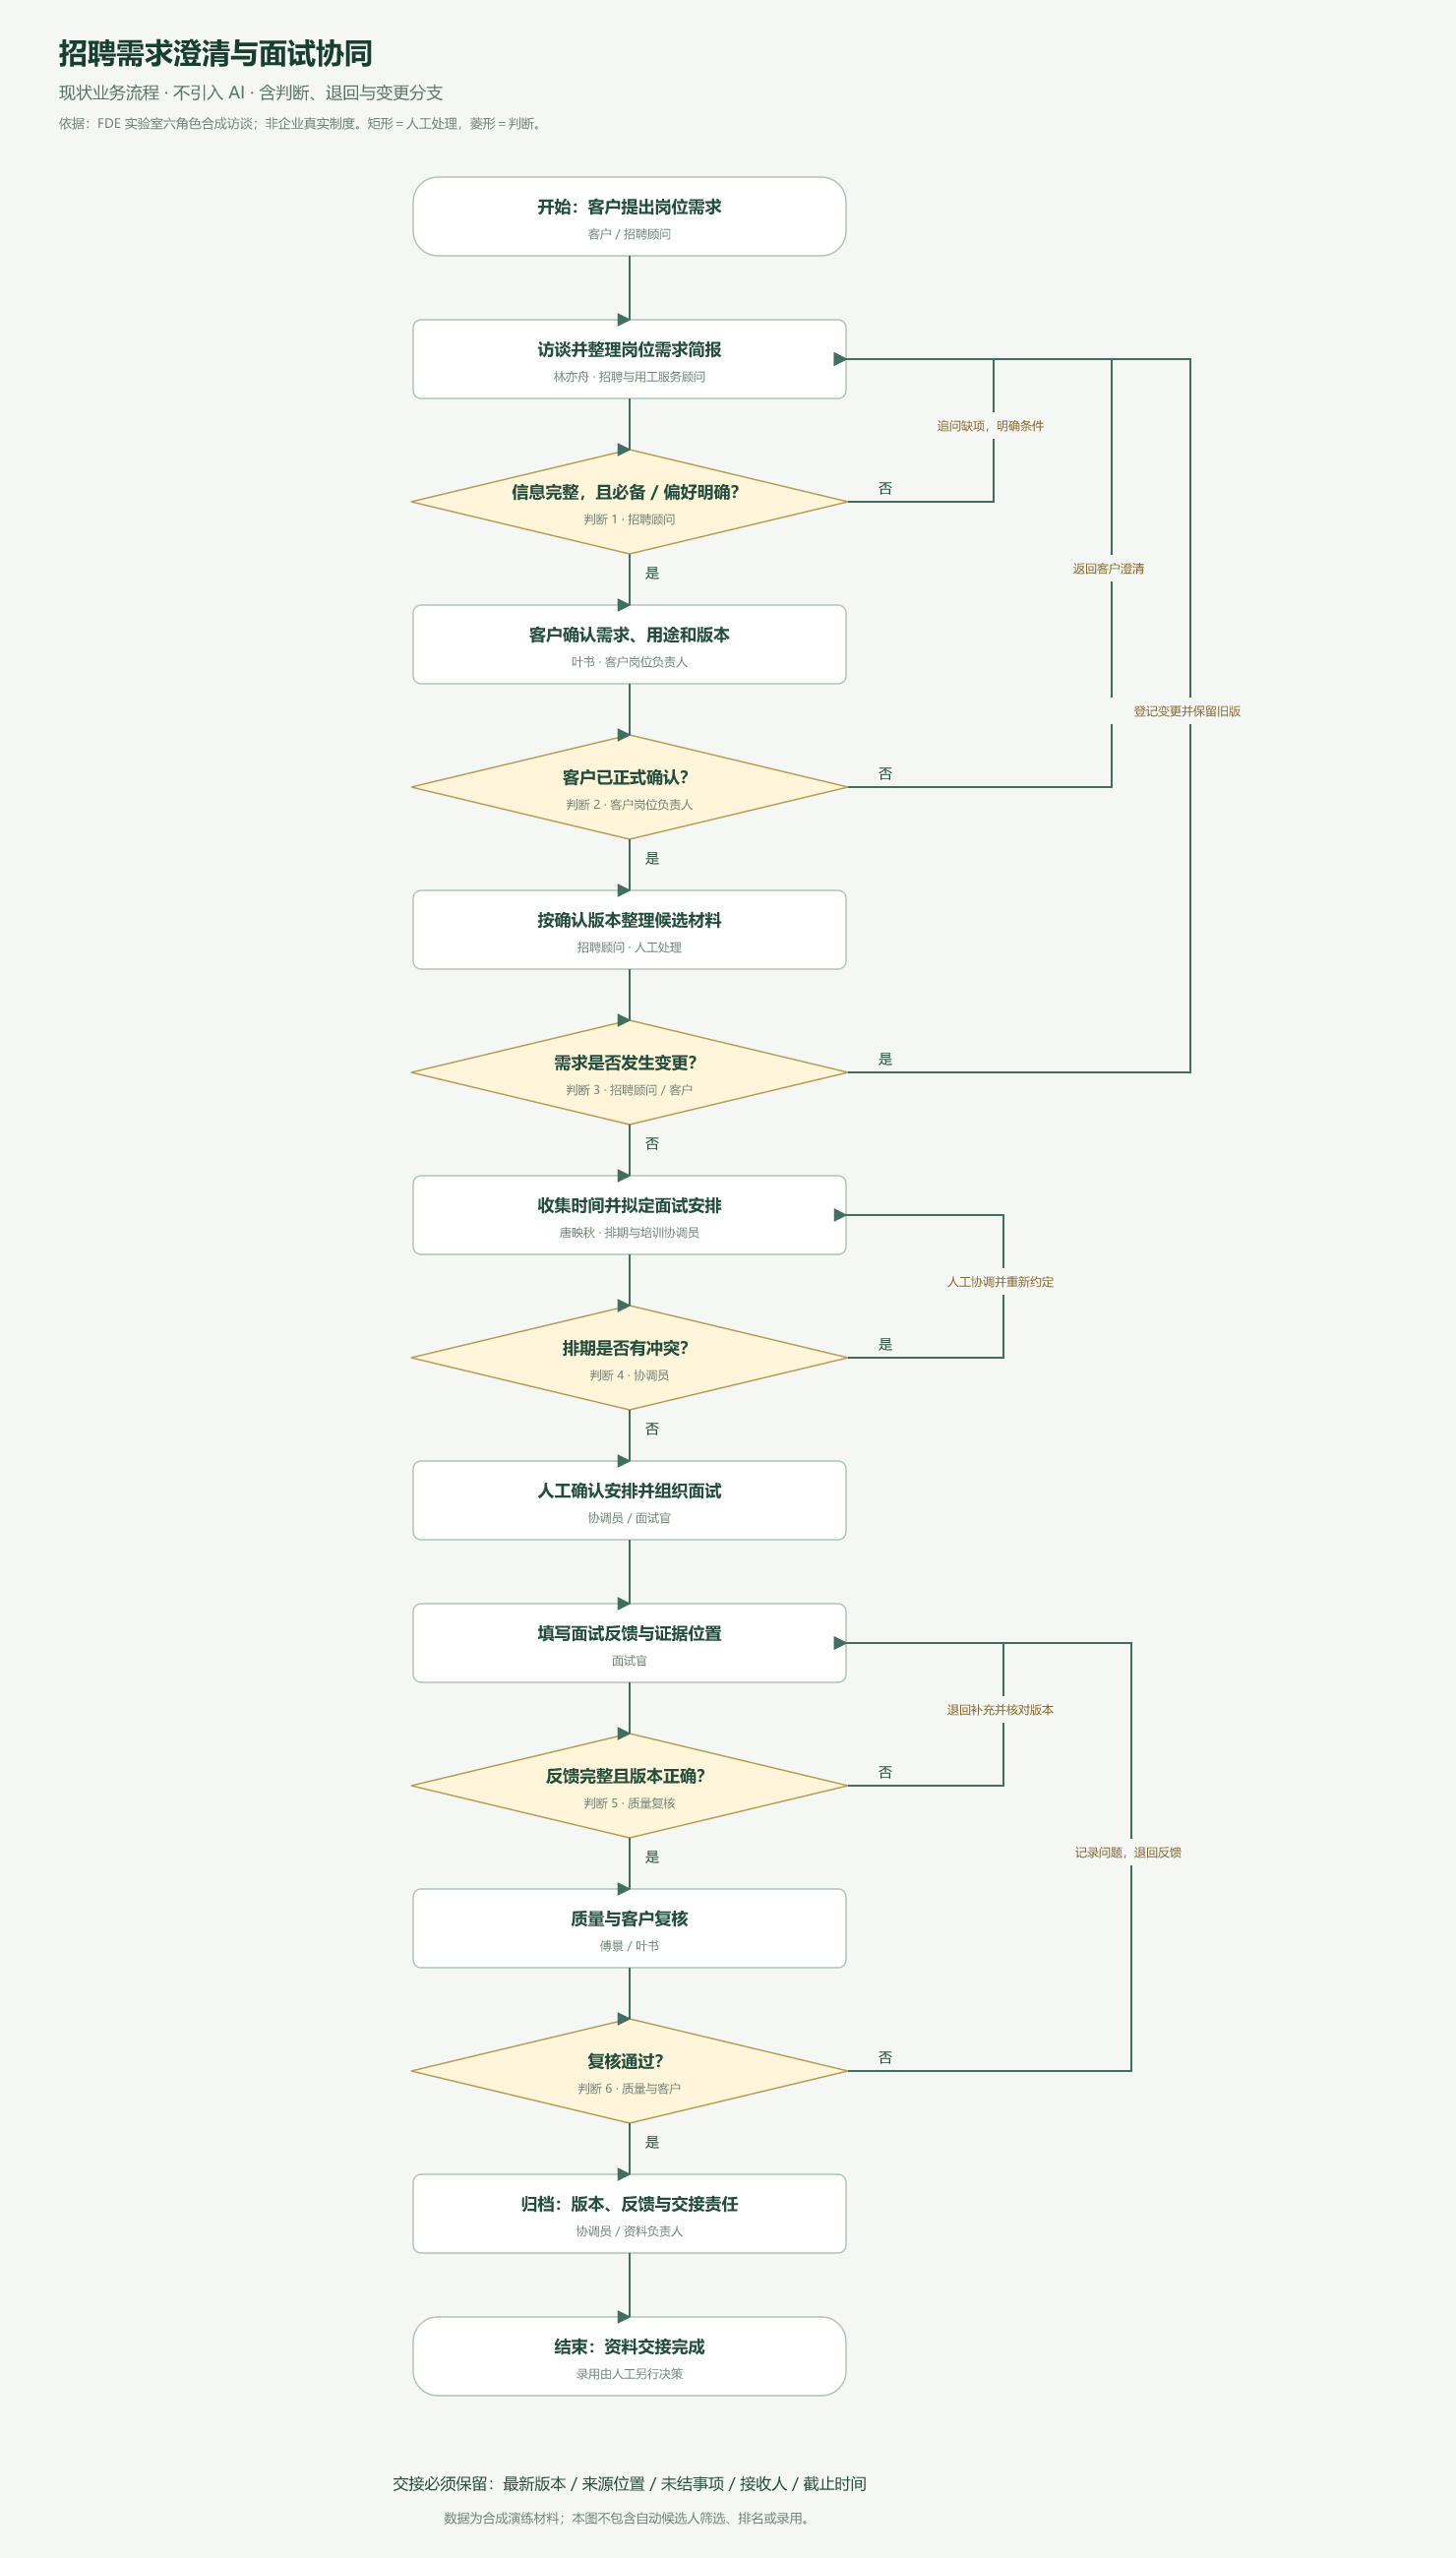 招聘需求澄清与面试协同
现状业务流程 · 不引入 AI · 含判断、退回与变更分支
依据：FDE 实验室六角色合成访谈；非企业真实制度。矩形 = 人工处理，菱形 = 判断。
开始：客户提出岗位需求
客户 / 招聘顾问
访谈并整理岗位需求简报
林亦舟 · 招聘与用工服务顾问
追问缺项，明确条件
信息完整，且必备 / 偏好明确？
判断 1 · 招聘顾问
否
返回客户澄清
是
客户确认需求、用途和版本
叶书 · 客户岗位负责人
登记变更并保留旧版
客户已正式确认？
判断 2 · 客户岗位负责人
否
是
按确认版本整理候选材料
招聘顾问 · 人工处理
需求是否发生变更？
判断 3 · 招聘顾问 / 客户
是
否
收集时间并拟定面试安排
唐映秋 · 排期与培训协调员
人工协调并重新约定
排期是否有冲突？
判断 4 · 协调员
是
否
人工确认安排并组织面试
协调员 / 面试官
填写面试反馈与证据位置
面试官
退回补充并核对版本
反馈完整且版本正确？
判断 5 · 质量复核
否
记录问题，退回反馈
是
质量与客户复核
傅景 / 叶书
复核通过？
判断 6 · 质量与客户
否
是
归档：版本、反馈与交接责任
协调员 / 资料负责人
结束：资料交接完成
录用由人工另行决策
交接必须保留：最新版本 / 来源位置 / 未结事项 / 接收人 / 截止时间
数据为合成演练材料；本图不包含自动候选人筛选、排名或录用。